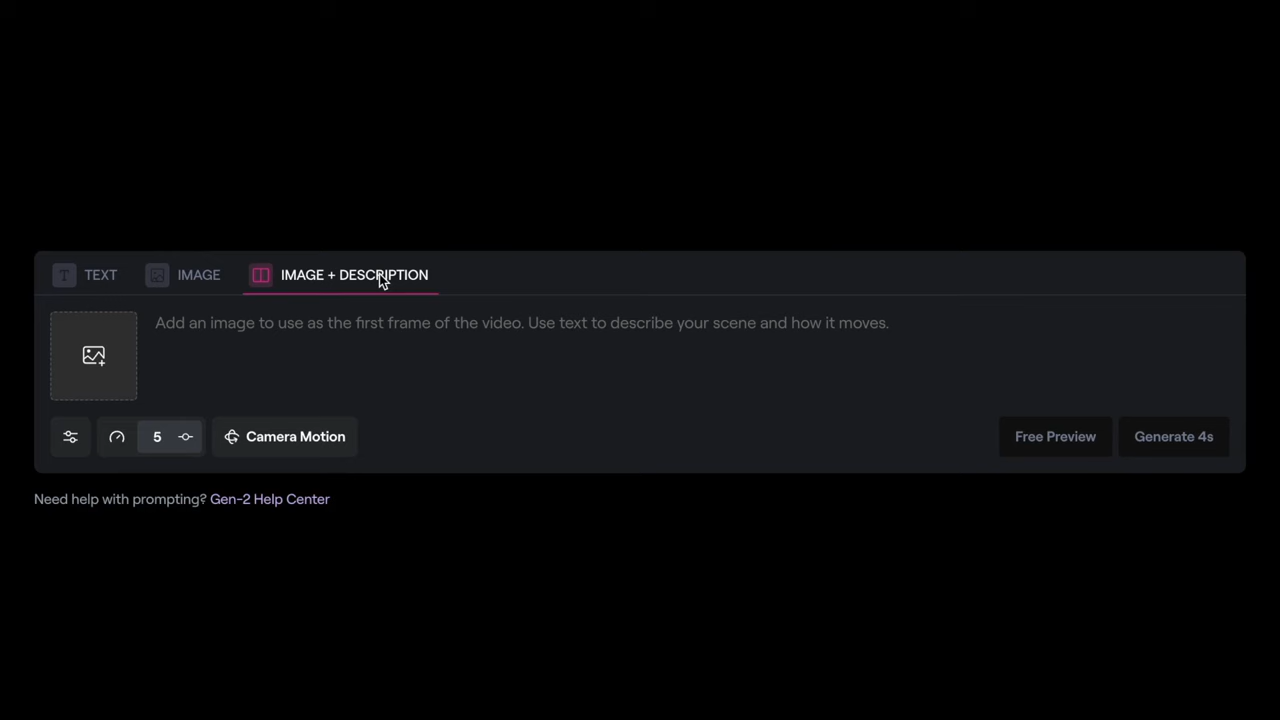 TEXT
IMAGE
IMAGE + DESCRIPTION
Add an image to use as the first frame of the video. Use text to describe your scene and how it moves.
5
Camera Motion
Free Preview
Generate 4s
Need help with prompting? Gen-2 Help Center